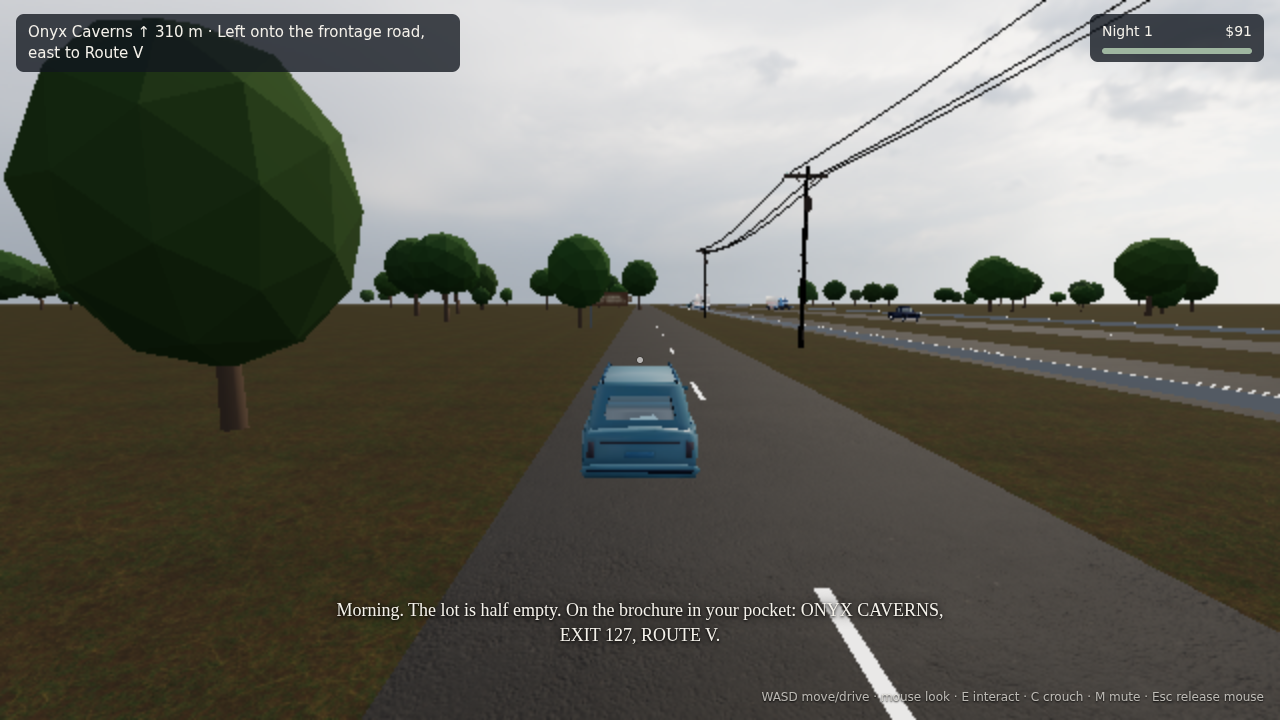 Onyx Caverns ↑ 310 m · Left onto the frontage road,
east to Route V
Night 1 $91
Morning. The lot is half empty. On the brochure in your pocket: ONYX CAVERNS,
EXIT 127, ROUTE V.
WASD move/drive · mouse look · E interact · C crouch · M mute · Esc release mouse